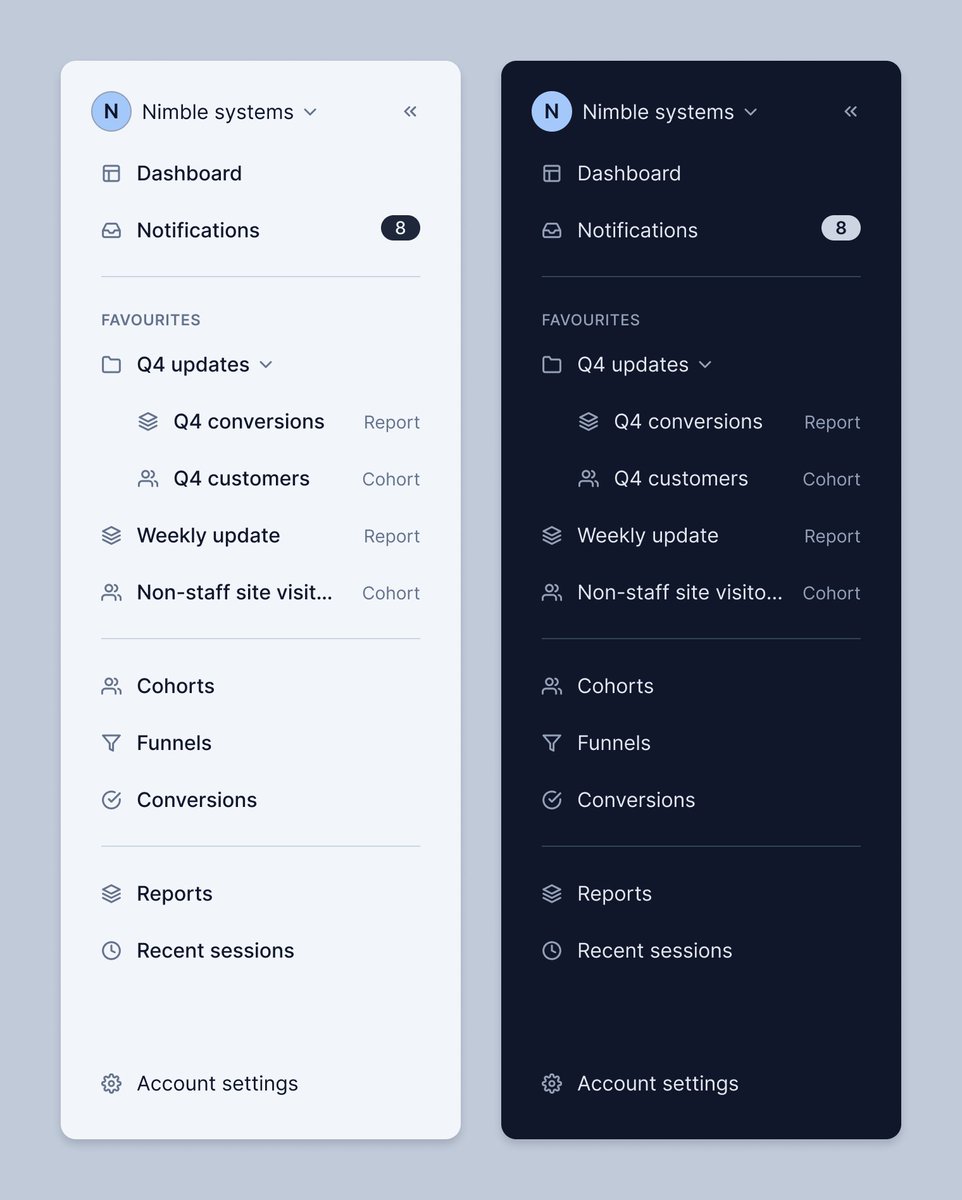 N Nimble systems
Dashboard
Notifications 8
FAVOURITES
Q4 updates
Q4 conversions Report
Q4 customers Cohort
Weekly update Report
Non-staff site visit... Cohort
Cohorts
Funnels
Conversions
Reports
Recent sessions
Account settings
N Nimble systems
Dashboard
Notifications 8
FAVOURITES
Q4 updates
Q4 conversions Report
Q4 customers Cohort
Weekly update Report
Non-staff site visito... Cohort
Cohorts
Funnels
Conversions
Reports
Recent sessions
Account settings